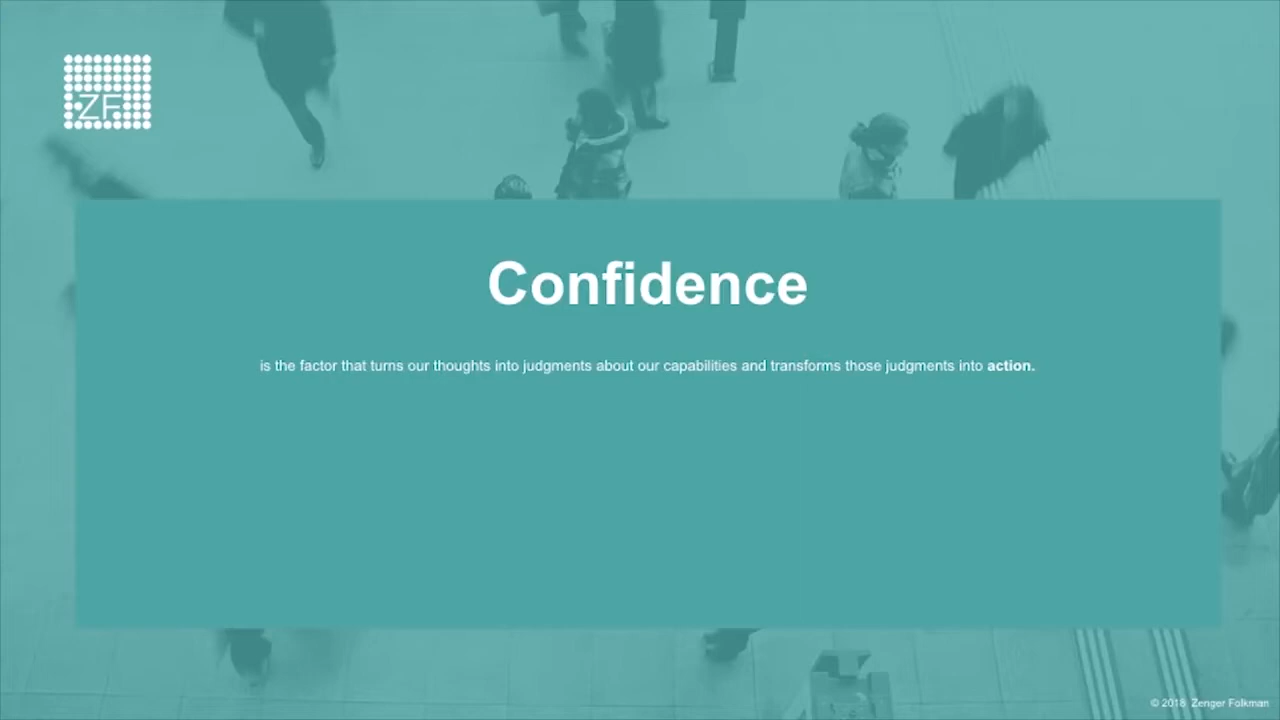 ZF
Confidence
is the factor that turns our thoughts into judgments about our capabilities and transforms those judgments into action.
© 2018 Zenger Folkman